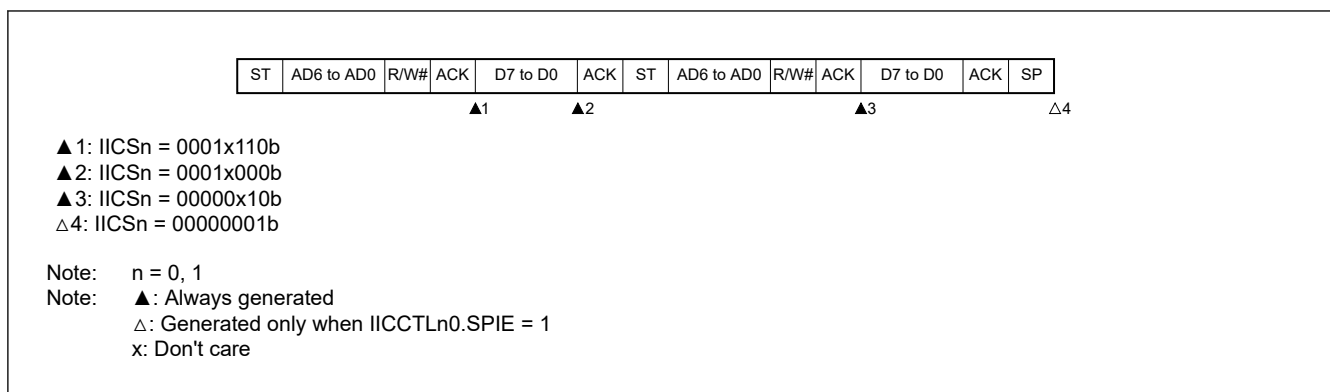 ST AD6 to AD0 R/W# ACK D7 to D0 ACK ST AD6 to AD0 R/W# ACK D7 to D0 ACK SP
▲1 ▲2 ▲3 △4
▲1: IICSn = 0001x110b
▲2: IICSn = 0001x000b
▲3: IICSn = 00000x10b
△4: IICSn = 00000001b
Note: n = 0, 1
Note: ▲: Always generated
△: Generated only when IICCTLn0.SPIE = 1
x: Don't care